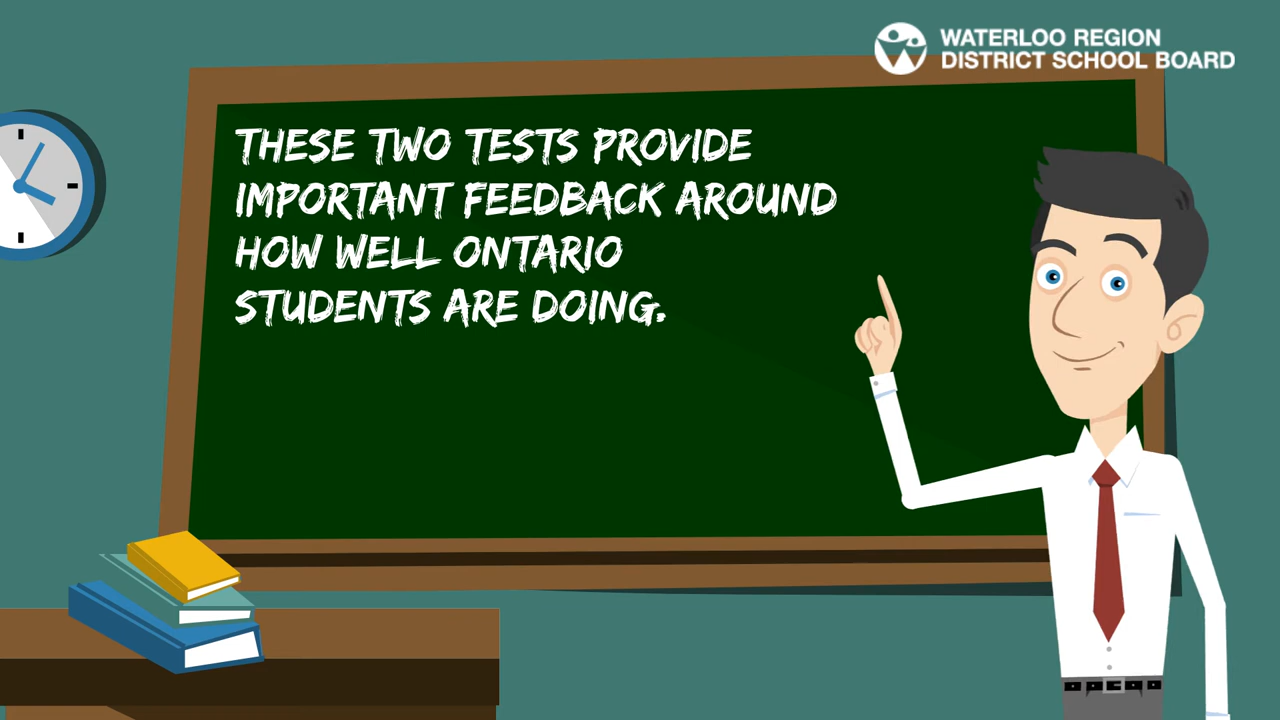 WATERLOO REGION
DISTRICT SCHOOL BOARD
THESE TWO TESTS PROVIDE
IMPORTANT FEEDBACK AROUND
HOW WELL ONTARIO
STUDENTS ARE DOING.